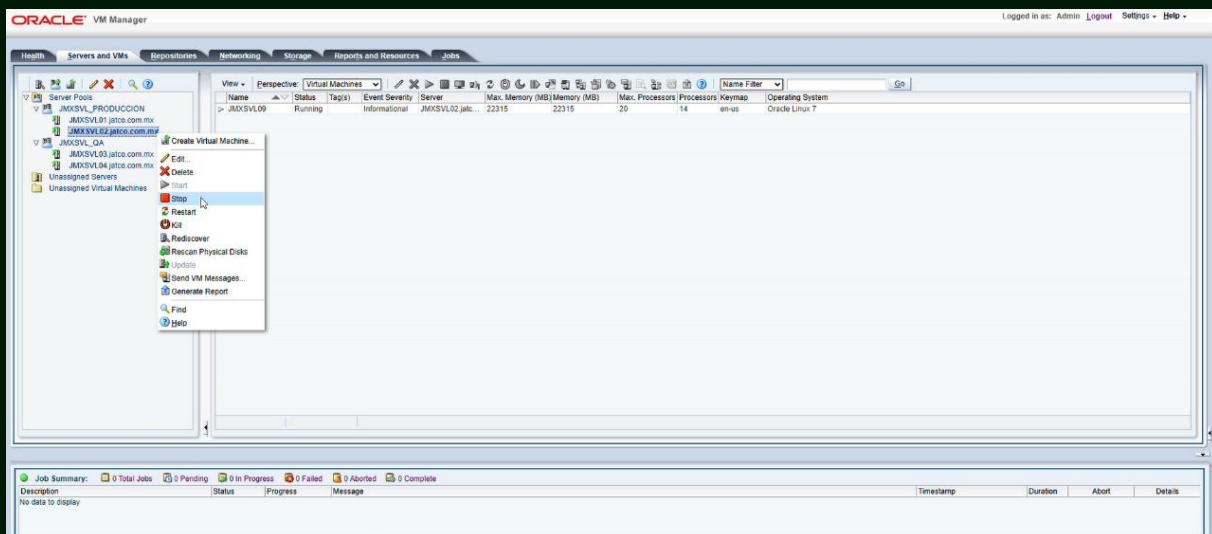 ORACLE® VM Manager
Logged in as: Admin Logout Settings Help
Health Servers and VMs Repositories Networking Storage Reports and Resources Jobs
View Perspective: Virtual Machines Name Filter Go
Name Status Tag(s) Event Severity Server Max. Memory (MB) Memory (MB) Max. Processors Processors Keymap Operating System
JMXSVL09 Running Informational JMXSVL02.jatc... 22315 22315 20 14 en-us Oracle Linux 7
Server Pools
JMXSVL_PRODUCCION
JMXSVL01.jatco.com.mx
JMXSVL02.jatco.com.mx
JMXSVL_QA
JMXSVL03.jatco.com.mx
JMXSVL04.jatco.com.mx
Unassigned Servers
Unassigned Virtual Machines
Create Virtual Machine...
Edit...
Delete
Start
Stop
Restart
Kill
Rediscover
Rescan Physical Disks
Update
Send VM Messages...
Generate Report
Find
Help
Job Summary: 0 Total Jobs 0 Pending 0 In Progress 0 Failed 0 Aborted 0 Complete
Description Status Progress Message Timestamp Duration Abort Details
No data to display